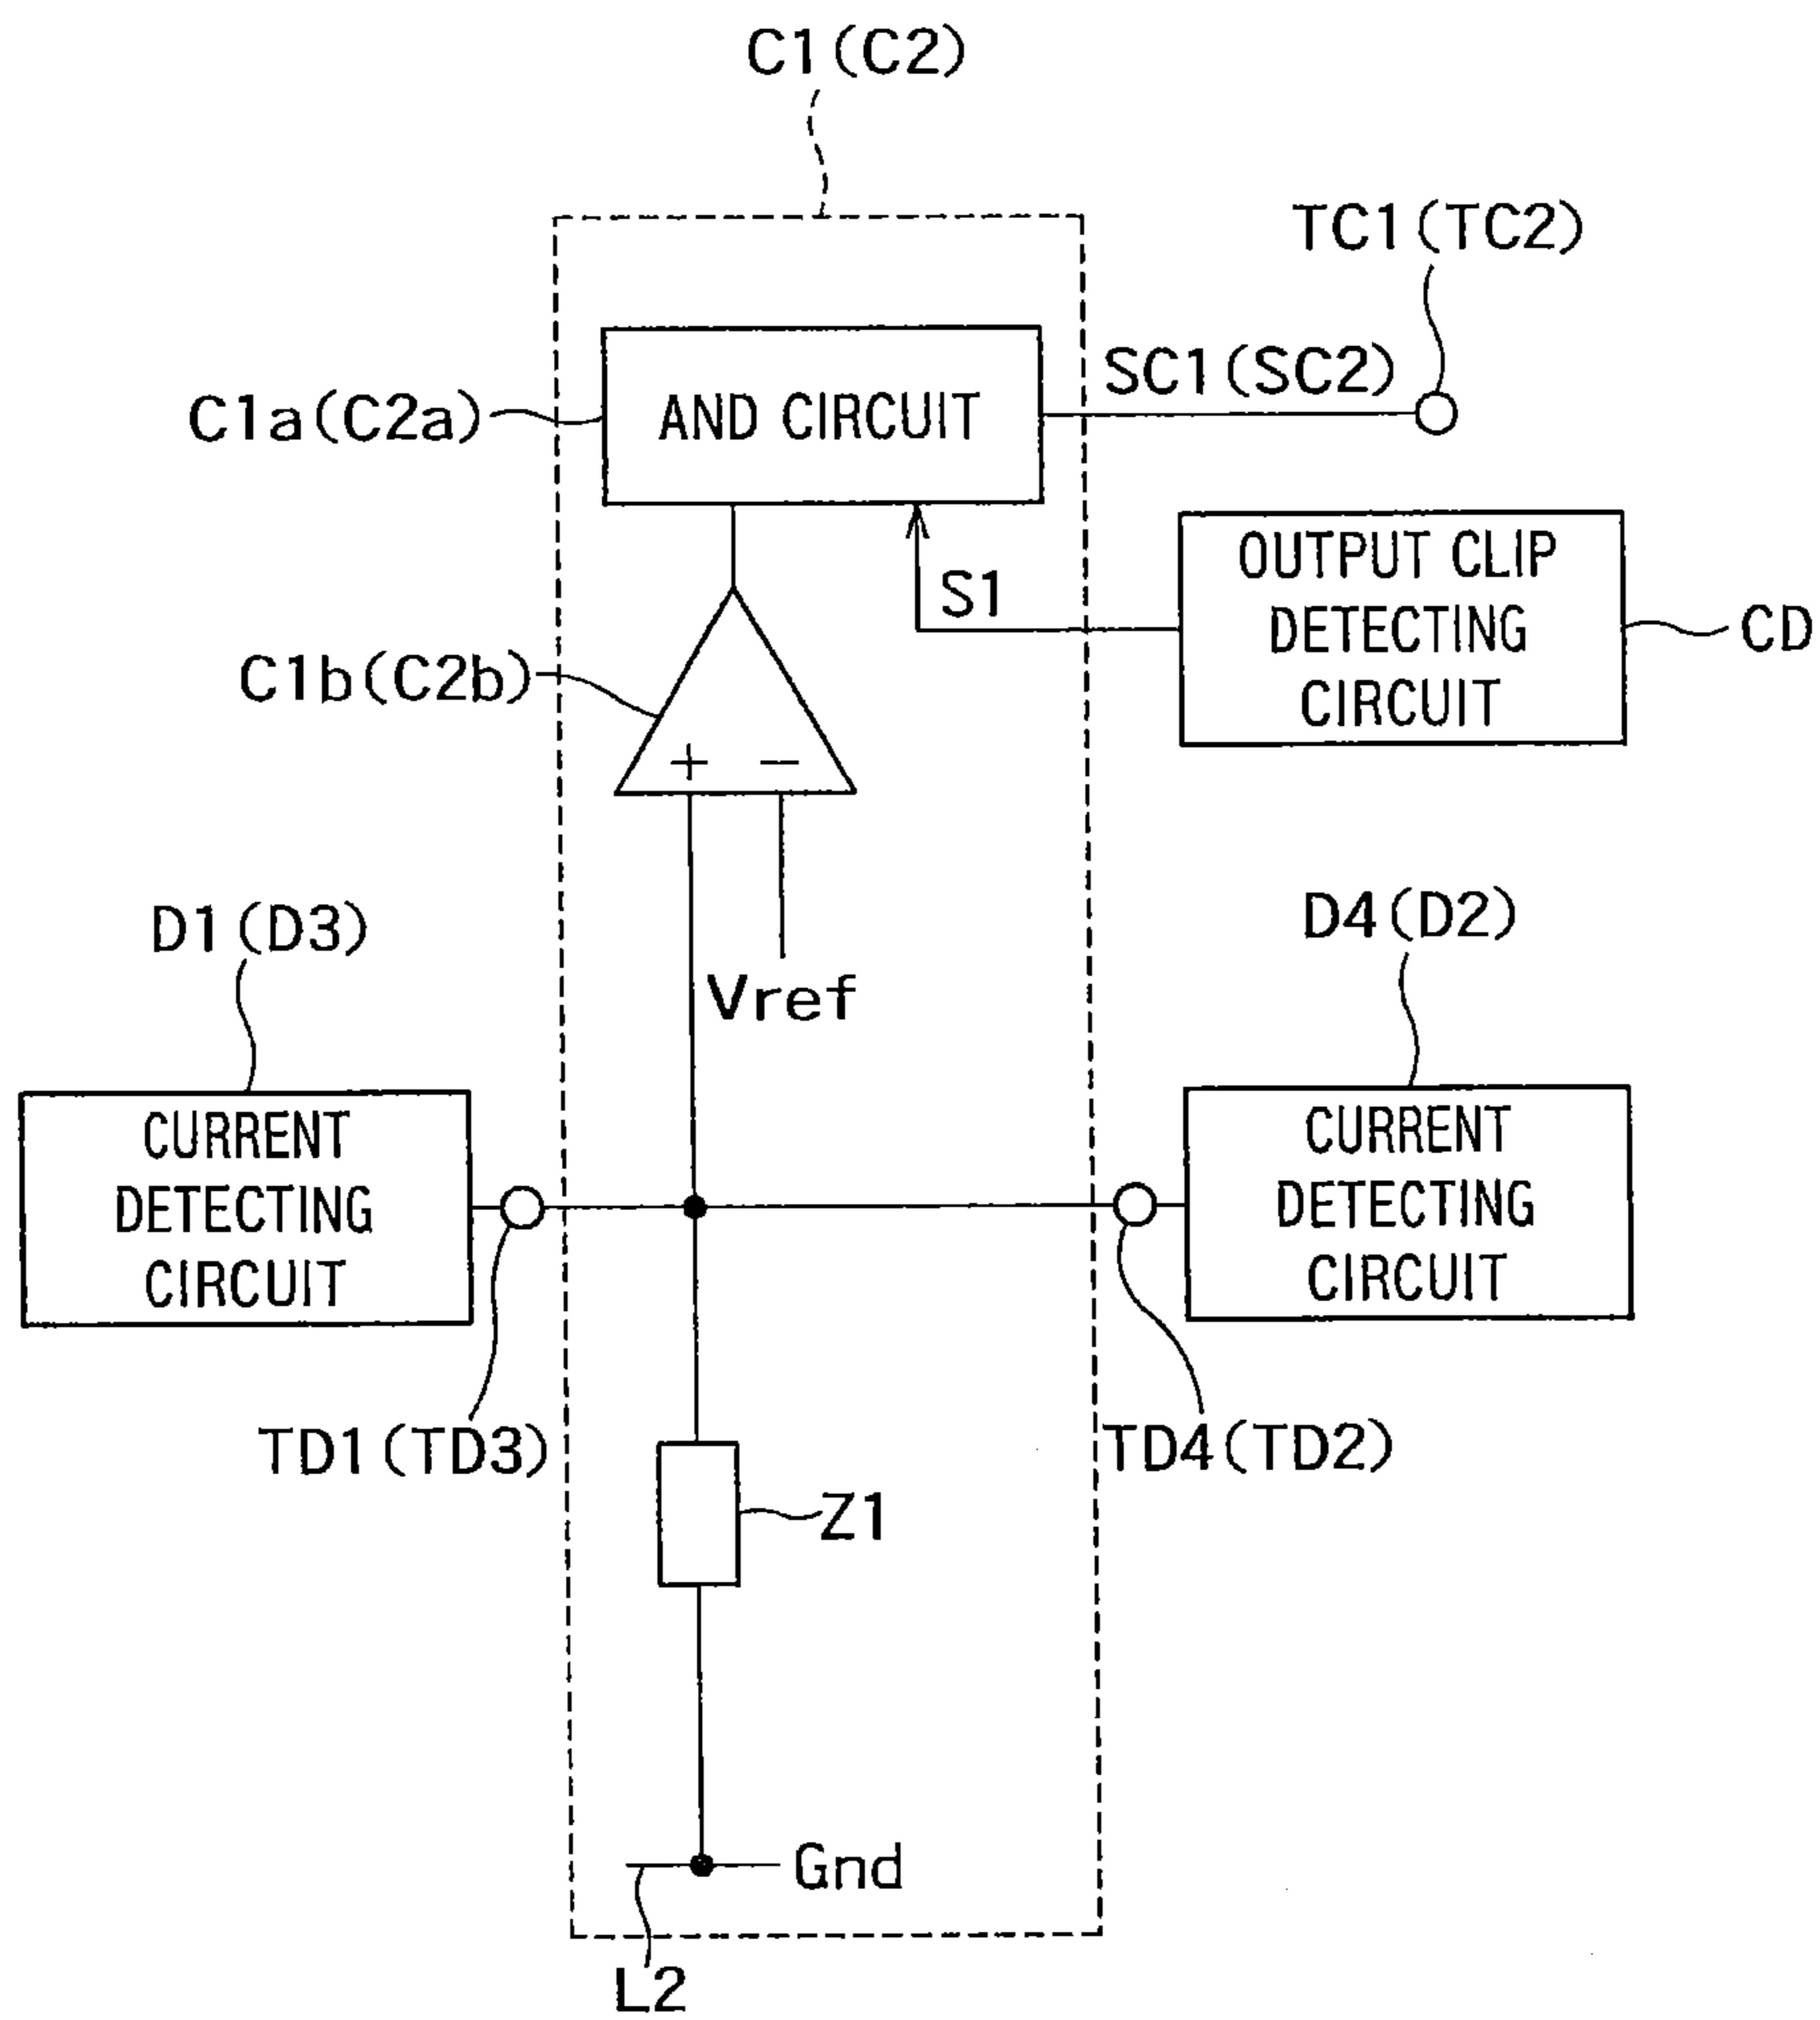 C1(C2)
TC1(TC2)
SC1(SC2)
C1a(C2a)
AND CIRCUIT
OUTPUT CLIP
DETECTING
CIRCUIT
S1
CD
C1b(C2b)
+ −
D1(D3)
D4(D2)
Vref
CURRENT
DETECTING
CIRCUIT
CURRENT
DETECTING
CIRCUIT
TD1(TD3)
TD4(TD2)
Z1
Gnd
L2